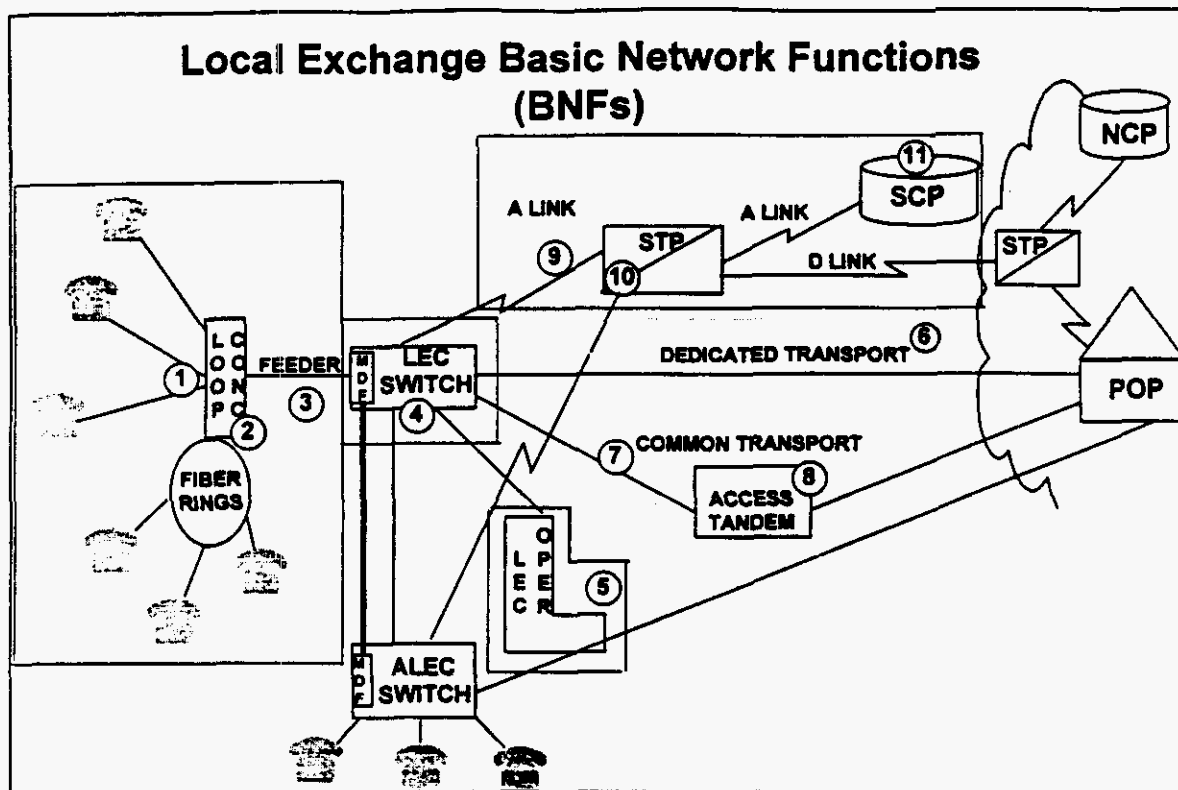 Local Exchange Basic Network Functions
(BNFs)
NCP
11
SCP
A LINK
A LINK
STP
9
10
D LINK
STP
6
DEDICATED TRANSPORT
POP
LOOP
CONC
1
2
FEEDER
3
MDF
LEC
SWITCH
4
7
COMMON TRANSPORT
8
ACCESS
TANDEM
FIBER
RINGS
LEC
OPER
5
MDF
ALEC
SWITCH